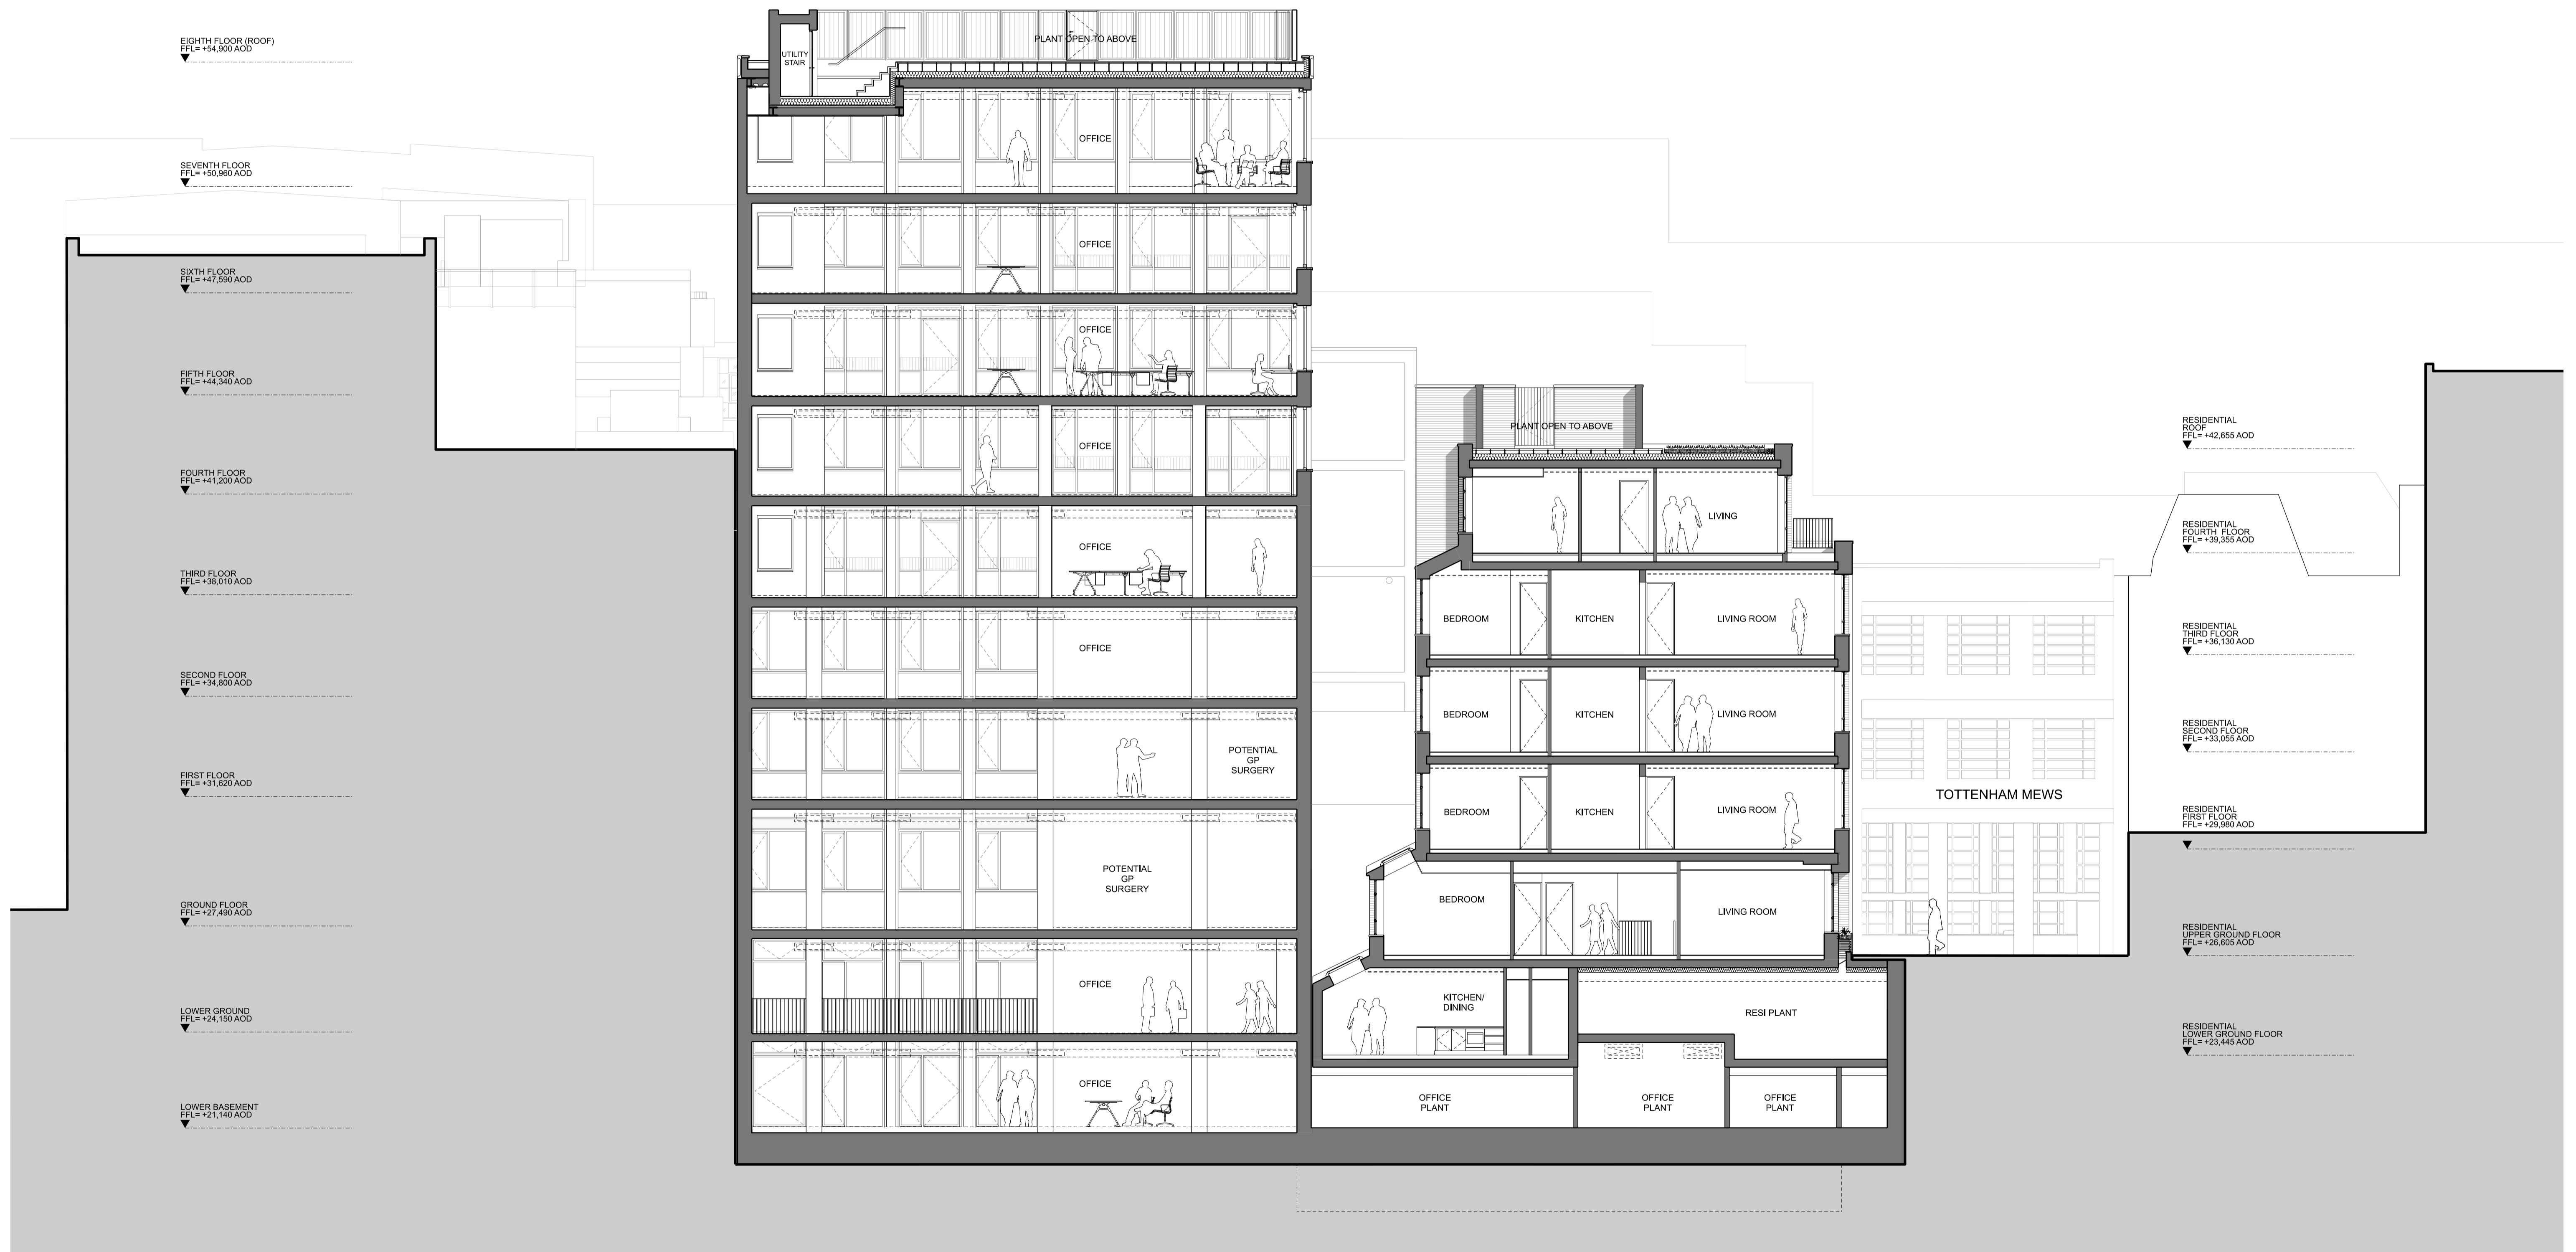 EIGHTH FLOOR (ROOF)
FFL= +54,900 AOD
SEVENTH FLOOR
FFL= +50,960 AOD
SIXTH FLOOR
FFL= +47,590 AOD
FIFTH FLOOR
FFL= +44,340 AOD
FOURTH FLOOR
FFL= +41,200 AOD
THIRD FLOOR
FFL= +38,010 AOD
SECOND FLOOR
FFL= +34,800 AOD
FIRST FLOOR
FFL= +31,620 AOD
GROUND FLOOR
FFL= +27,490 AOD
LOWER GROUND
FFL= +24,150 AOD
LOWER BASEMENT
FFL= +21,140 AOD
UTILITY
STAIR
PLANT OPEN TO ABOVE
OFFICE
OFFICE
OFFICE
OFFICE
OFFICE
OFFICE
POTENTIAL
GP
SURGERY
POTENTIAL
GP
SURGERY
OFFICE
OFFICE
PLANT OPEN TO ABOVE
LIVING
BEDROOM
KITCHEN
LIVING ROOM
BEDROOM
KITCHEN
LIVING ROOM
BEDROOM
KITCHEN
LIVING ROOM
BEDROOM
LIVING ROOM
KITCHEN/
DINING
RESI PLANT
OFFICE
PLANT
OFFICE
PLANT
OFFICE
PLANT
TOTTENHAM MEWS
RESIDENTIAL
ROOF
FFL= +42,655 AOD
RESIDENTIAL
FOURTH FLOOR
FFL= +39,355 AOD
RESIDENTIAL
THIRD FLOOR
FFL= +36,130 AOD
RESIDENTIAL
SECOND FLOOR
FFL= +33,055 AOD
RESIDENTIAL
FIRST FLOOR
FFL= +29,980 AOD
RESIDENTIAL
UPPER GROUND FLOOR
FFL= +26,605 AOD
RESIDENTIAL
LOWER GROUND FLOOR
FFL= +23,445 AOD